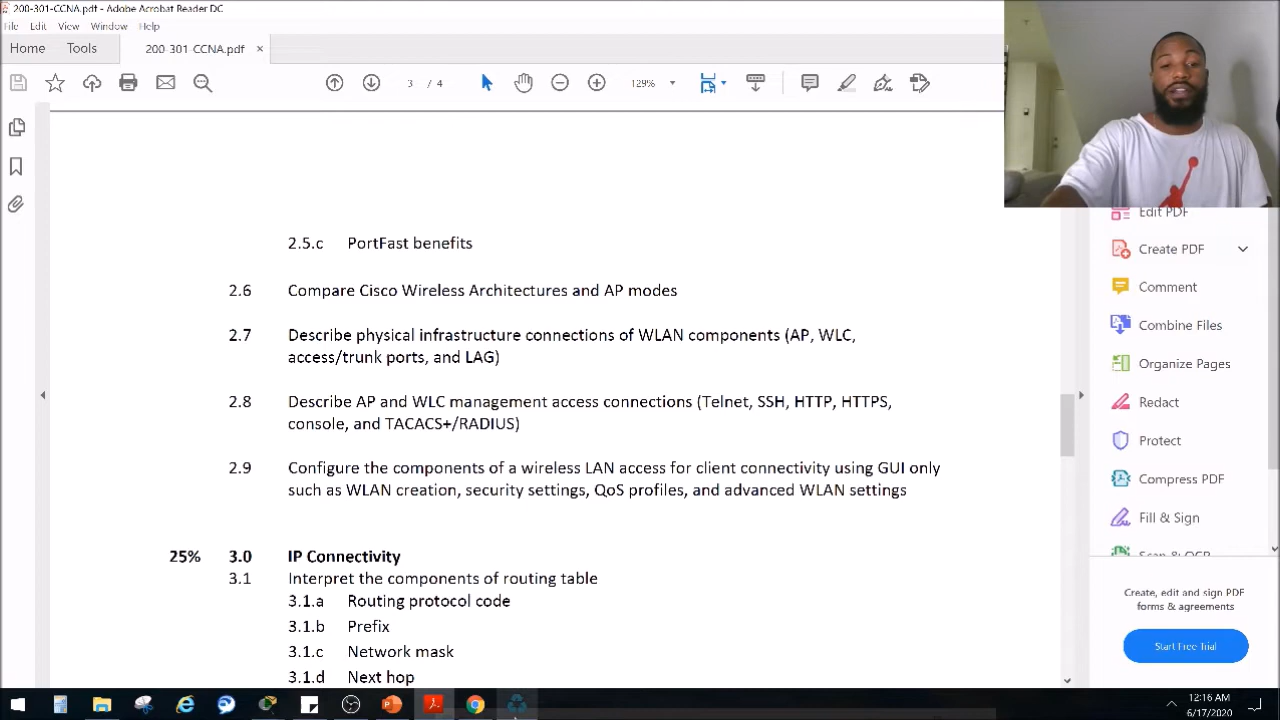 200-301-CCNA.pdf - Adobe Acrobat Reader DC
File Edit View Window Help
Home Tools 200-301-CCNA.pdf ×
3 / 4 129%
2.5.c PortFast benefits
2.6 Compare Cisco Wireless Architectures and AP modes
2.7 Describe physical infrastructure connections of WLAN components (AP, WLC,
access/trunk ports, and LAG)
2.8 Describe AP and WLC management access connections (Telnet, SSH, HTTP, HTTPS,
console, and TACACS+/RADIUS)
2.9 Configure the components of a wireless LAN access for client connectivity using GUI only
such as WLAN creation, security settings, QoS profiles, and advanced WLAN settings
25% 3.0 IP Connectivity
3.1 Interpret the components of routing table
3.1.a Routing protocol code
3.1.b Prefix
3.1.c Network mask
3.1.d Next hop
Edit PDF
Create PDF
Comment
Combine Files
Organize Pages
Redact
Protect
Compress PDF
Fill & Sign
Scan & OCR
Create, edit and sign PDF
forms & agreements
Start Free Trial
12:16 AM
6/17/2020